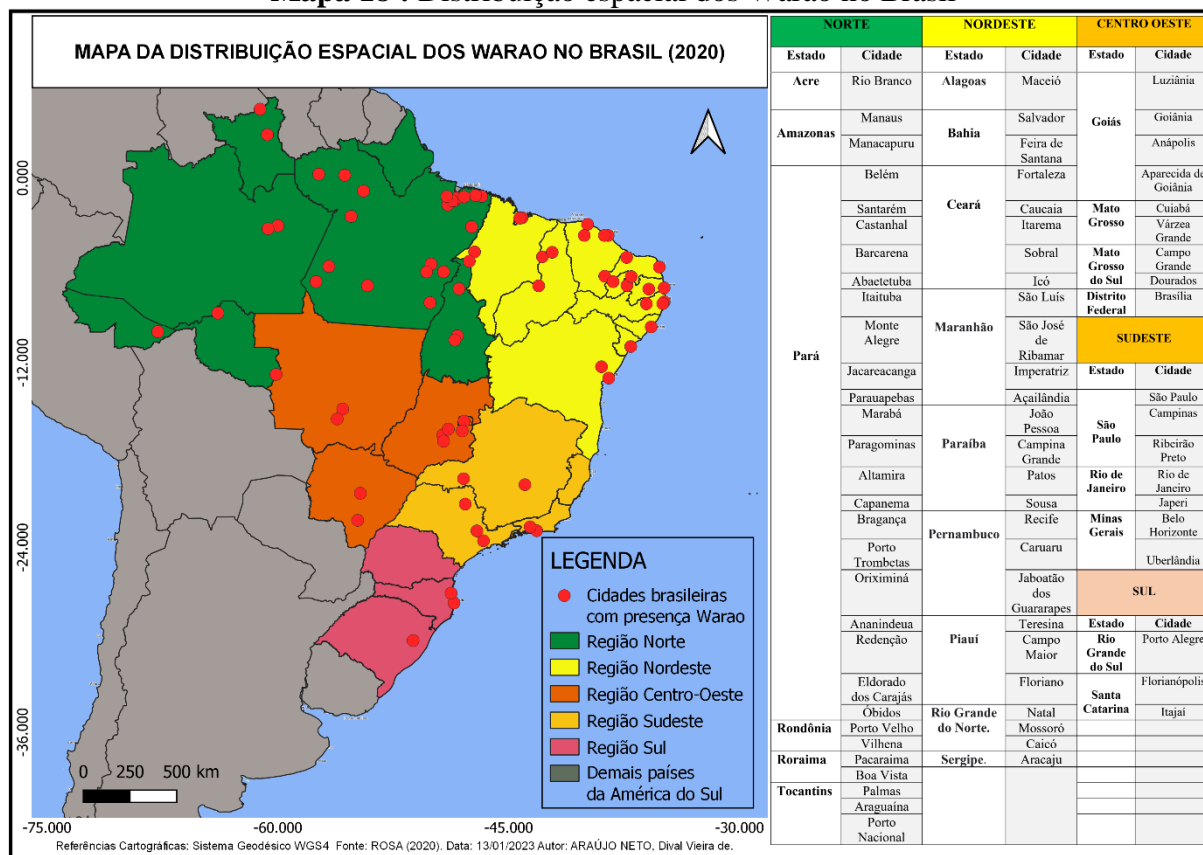 Mapa 18 : Distribuição espacial dos Warao no Brasil
MAPA DA DISTRIBUIÇÃO ESPACIAL DOS WARAO NO BRASIL (2020)
0.000
-12.000
-24.000
-36.000
-75.000
-60.000
-45.000
-30.000
0 250 500 km
LEGENDA
Cidades brasileiras
com presença Warao
Região Norte
Região Nordeste
Região Centro-Oeste
Região Sudeste
Região Sul
Demais países
da América do Sul
Referências Cartográficas: Sistema Geodésico WGS4 Fonte: ROSA (2020). Data: 13/01/2023 Autor: ARAÚJO NETO, Dival Vieira de.
NORTE
Estado Cidade
Acre Rio Branco
Amazonas Manaus
Manacapuru
Pará Belém
Santarém
Castanhal
Barcarena
Abaetetuba
Itaituba
Monte
Alegre
Jacareacanga
Parauapebas
Marabá
Paragominas
Altamira
Capanema
Bragança
Porto
Trombetas
Oriximiná
Ananindeua
Redenção
Eldorado
dos Carajás
Óbidos
Rondônia Porto Velho
Vilhena
Roraima Pacaraima
Boa Vista
Tocantins Palmas
Araguaína
Porto
Nacional
NORDESTE
Estado Cidade
Alagoas Maceió
Bahia Salvador
Feira de
Santana
Ceará Fortaleza
Caucaia
Itarema
Sobral
Icó
Maranhão São Luís
São José
de
Ribamar
Imperatriz
Açailândia
Paraíba João
Pessoa
Campina
Grande
Patos
Sousa
Pernambuco Recife
Caruaru
Jaboatão
dos
Guararapes
Piauí Teresina
Campo
Maior
Floriano
Rio Grande
do Norte. Natal
Mossoró
Caicó
Sergipe. Aracaju
CENTRO OESTE
Estado Cidade
Goiás Luziânia
Goiânia
Anápolis
Aparecida de
Goiânia
Mato
Grosso Cuiabá
Várzea
Grande
Mato
Grosso
do Sul Campo
Grande
Dourados
Distrito
Federal Brasília
SUDESTE
Estado Cidade
São
Paulo São Paulo
Campinas
Ribeirão
Preto
Rio de
Janeiro Rio de
Janeiro
Japeri
Minas
Gerais Belo
Horizonte
Uberlândia
SUL
Estado Cidade
Rio
Grande
do Sul Porto Alegre
Santa
Catarina Florianópolis
Itajaí